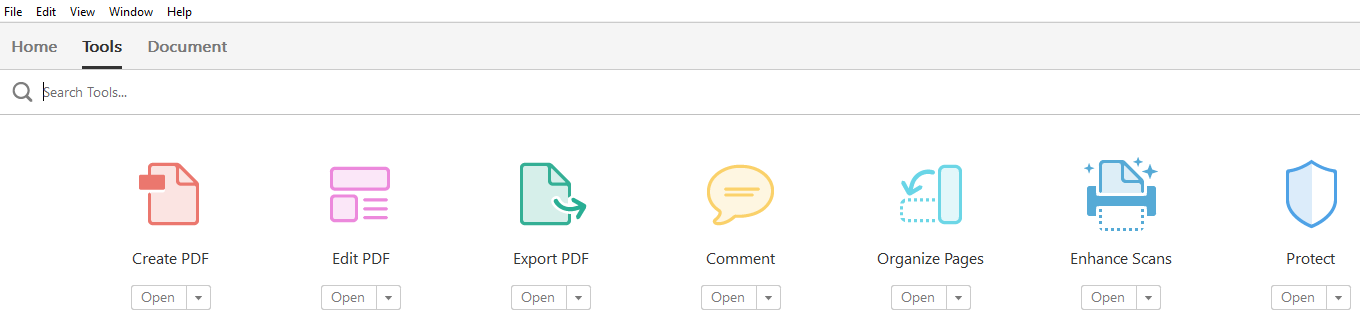 File Edit View Window Help
Home Tools Document
Search Tools...
Create PDF Edit PDF Export PDF Comment Organize Pages Enhance Scans Protect
Open Open Open Open Open Open Open